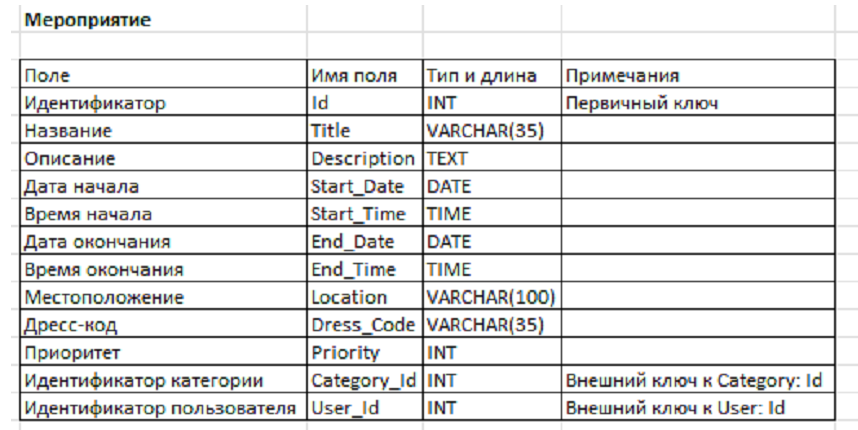 Мероприятие
Поле Имя поля Тип и длина Примечания
Идентификатор Id INT Первичный ключ
Название Title VARCHAR(35)
Описание Description TEXT
Дата начала Start_Date DATE
Время начала Start_Time TIME
Дата окончания End_Date DATE
Время окончания End_Time TIME
Местоположение Location VARCHAR(100)
Дресс-код Dress_Code VARCHAR(35)
Приоритет Priority INT
Идентификатор категории Category_Id INT Внешний ключ к Category: Id
Идентификатор пользователя User_Id INT Внешний ключ к User: Id